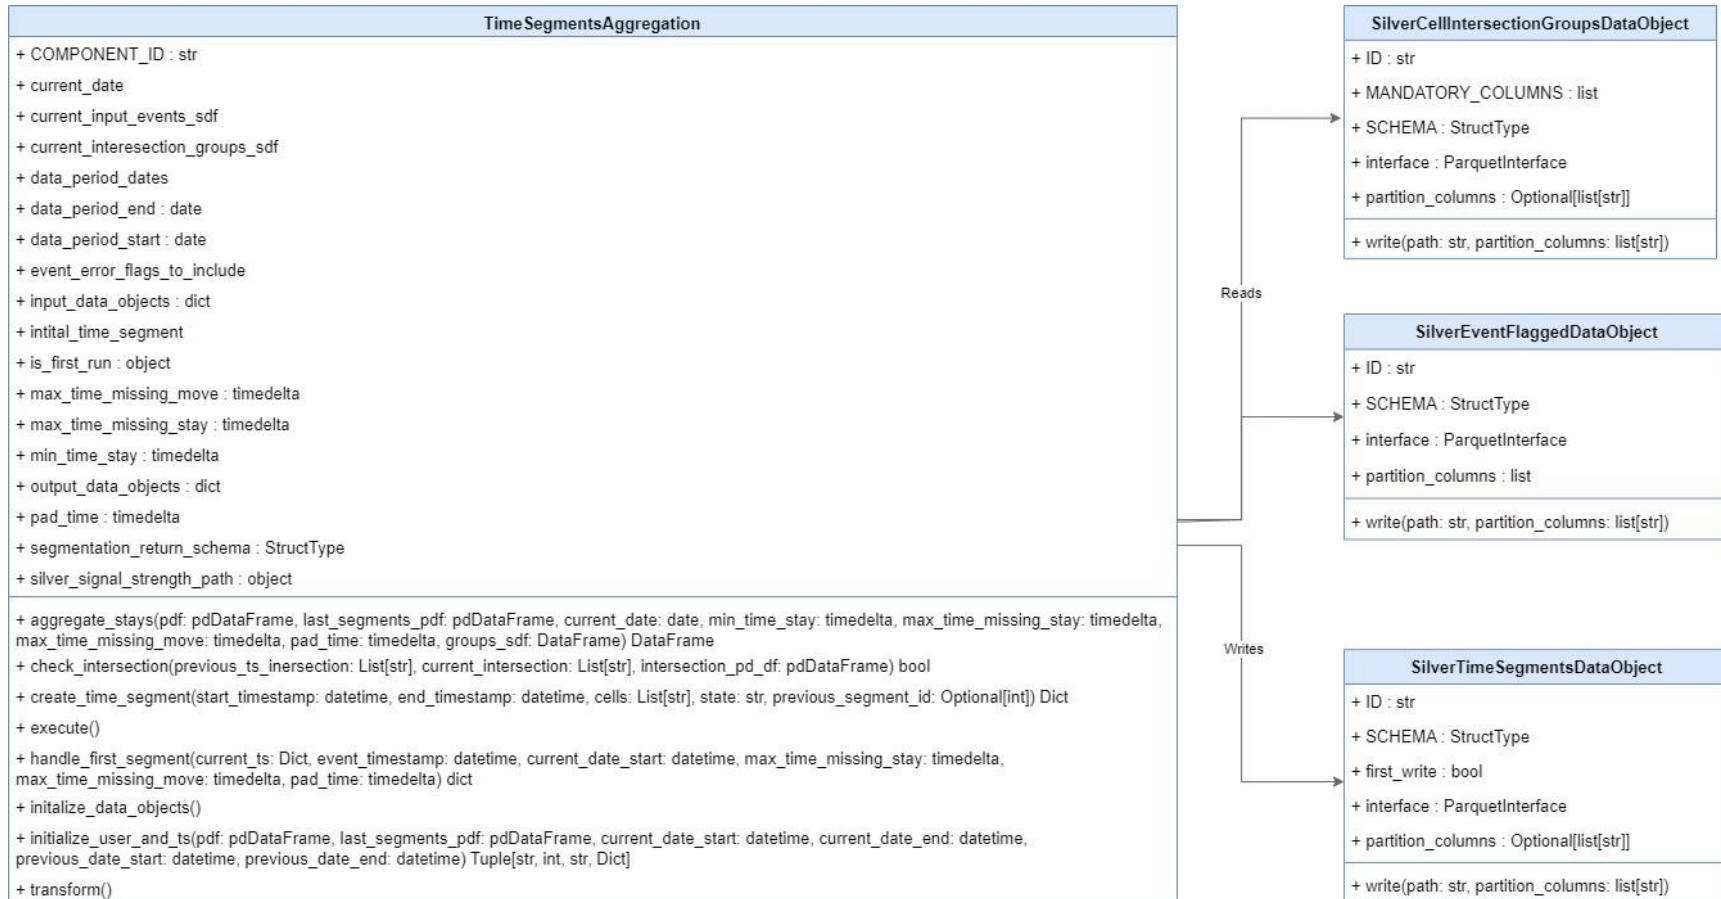 TimeSegmentsAggregation
+ COMPONENT_ID : str
+ current_date
+ current_input_events_sdf
+ current_interesection_groups_sdf
+ data_period_dates
+ data_period_end : date
+ data_period_start : date
+ event_error_flags_to_include
+ input_data_objects : dict
+ intital_time_segment
+ is_first_run : object
+ max_time_missing_move : timedelta
+ max_time_missing_stay : timedelta
+ min_time_stay : timedelta
+ output_data_objects : dict
+ pad_time : timedelta
+ segmentation_return_schema : StructType
+ silver_signal_strength_path : object
+ aggregate_stays(pdf: pdDataFrame, last_segments_pdf: pdDataFrame, current_date: date, min_time_stay: timedelta, max_time_missing_stay: timedelta,
max_time_missing_move: timedelta, pad_time: timedelta, groups_sdf: DataFrame) DataFrame
+ check_intersection(previous_ts_inersection: List[str], current_intersection: List[str], intersection_pd_df: pdDataFrame) bool
+ create_time_segment(start_timestamp: datetime, end_timestamp: datetime, cells: List[str], state: str, previous_segment_id: Optional[int]) Dict
+ execute()
+ handle_first_segment(current_ts: Dict, event_timestamp: datetime, current_date_start: datetime, max_time_missing_stay: timedelta,
max_time_missing_move: timedelta, pad_time: timedelta) dict
+ initalize_data_objects()
+ initialize_user_and_ts(pdf: pdDataFrame, last_segments_pdf: pdDataFrame, current_date_start: datetime, current_date_end: datetime,
previous_date_start: datetime, previous_date_end: datetime) Tuple[str, int, str, Dict]
+ transform()
Reads
Writes
SilverCellIntersectionGroupsDataObject
+ ID : str
+ MANDATORY_COLUMNS : list
+ SCHEMA : StructType
+ interface : ParquetInterface
+ partition_columns : Optional[list[str]]
+ write(path: str, partition_columns: list[str])
SilverEventFlaggedDataObject
+ ID : str
+ SCHEMA : StructType
+ interface : ParquetInterface
+ partition_columns : list
+ write(path: str, partition_columns: list[str])
SilverTimeSegmentsDataObject
+ ID : str
+ SCHEMA : StructType
+ first_write : bool
+ interface : ParquetInterface
+ partition_columns : Optional[list[str]]
+ write(path: str, partition_columns: list[str])